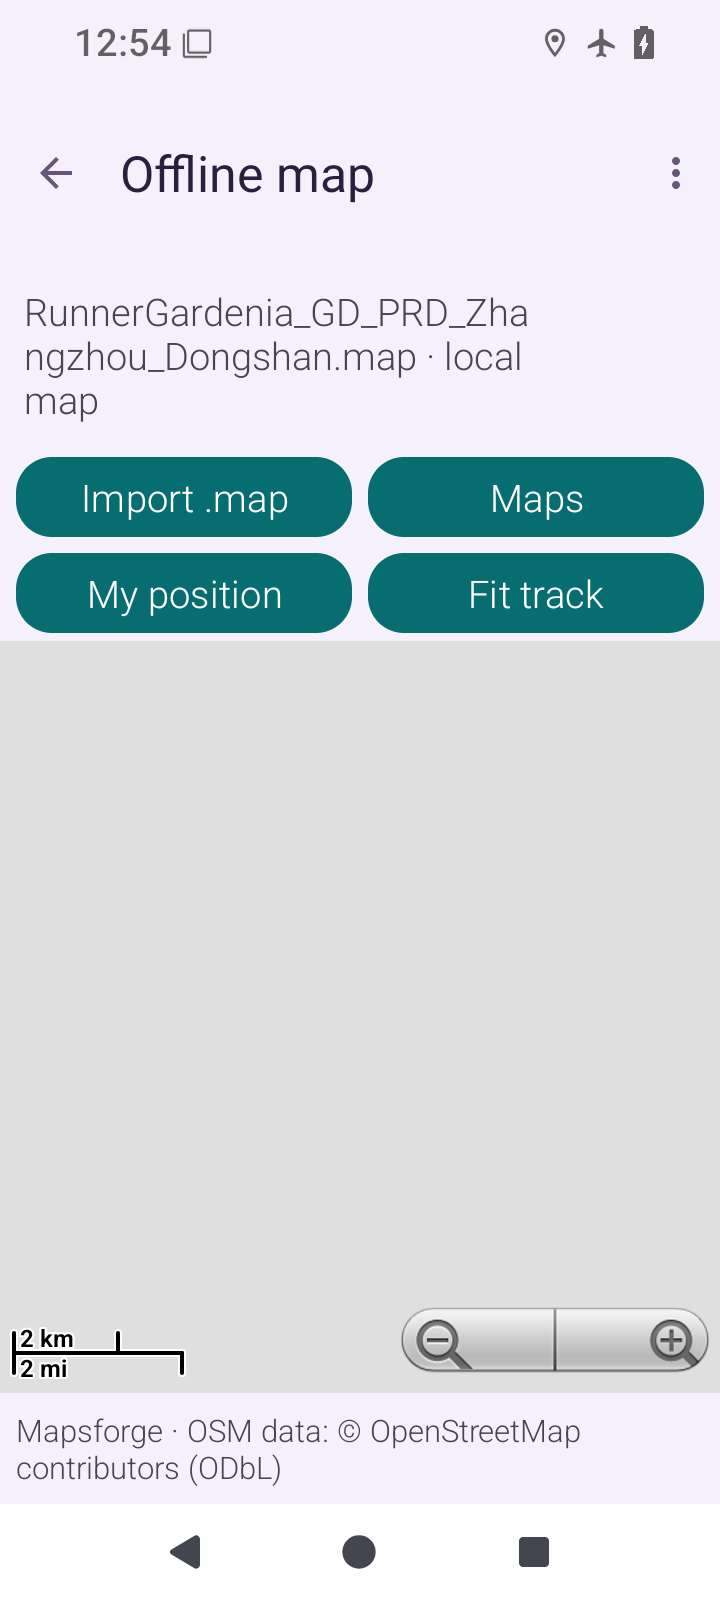 12:54
Offline map
RunnerGardenia_GD_PRD_Zha
ngzhou_Dongshan.map · local
map
Import .map
Maps
My position
Fit track
2 km
2 mi
Mapsforge · OSM data: © OpenStreetMap
contributors (ODbL)